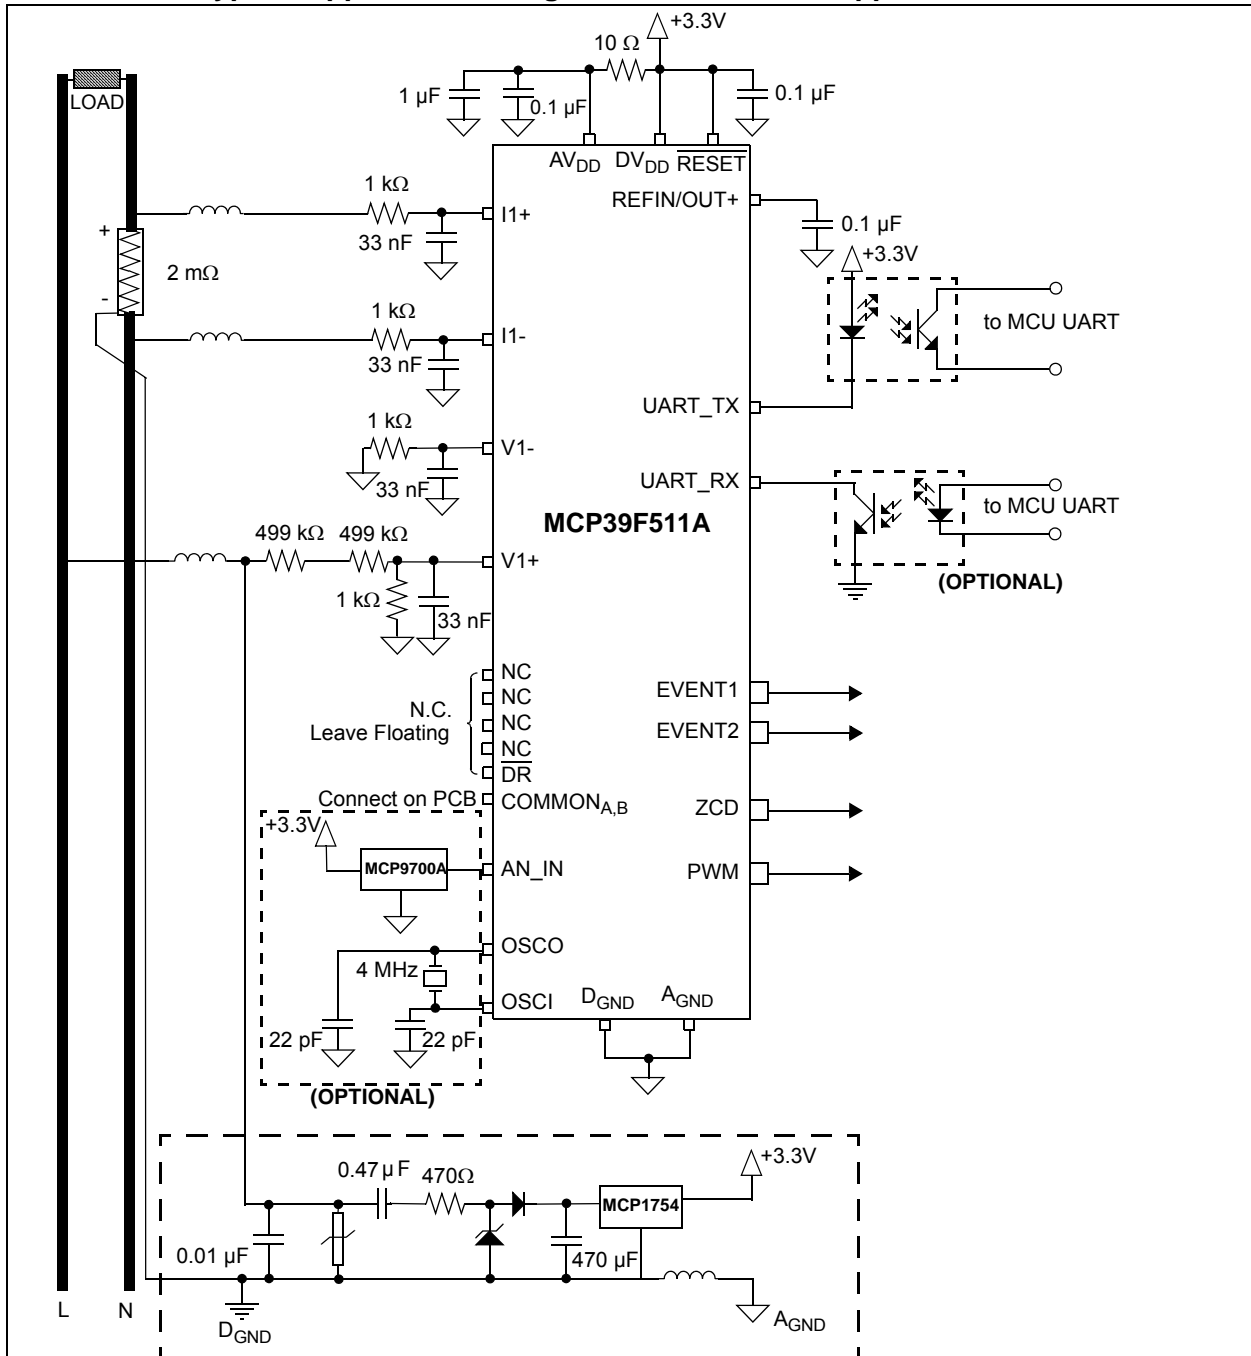 +3.3V
10 Ω
LOAD
1 µF
0.1 µF
0.1 µF
AVDD DVDD RESET
1 kΩ
I1+
REFIN/OUT+
33 nF
0.1 µF
+
+3.3V
2 mΩ
-
1 kΩ
to MCU UART
I1-
33 nF
UART_TX
1 kΩ
V1-
33 nF
UART_RX
to MCU UART
MCP39F511A
499 kΩ 499 kΩ
V1+
(OPTIONAL)
1 kΩ
33 nF
NC
EVENT1
NC
N.C.
Leave Floating
NC
EVENT2
NC
DR
Connect on PCB
COMMONA,B
ZCD
+3.3V
MCP9700A
AN_IN
PWM
OSCO
4 MHz
OSCI
DGND AGND
22 pF
22 pF
(OPTIONAL)
0.47µ F 470Ω
+3.3V
MCP1754
0.01 µF
470 µF
L N
DGND
AGND